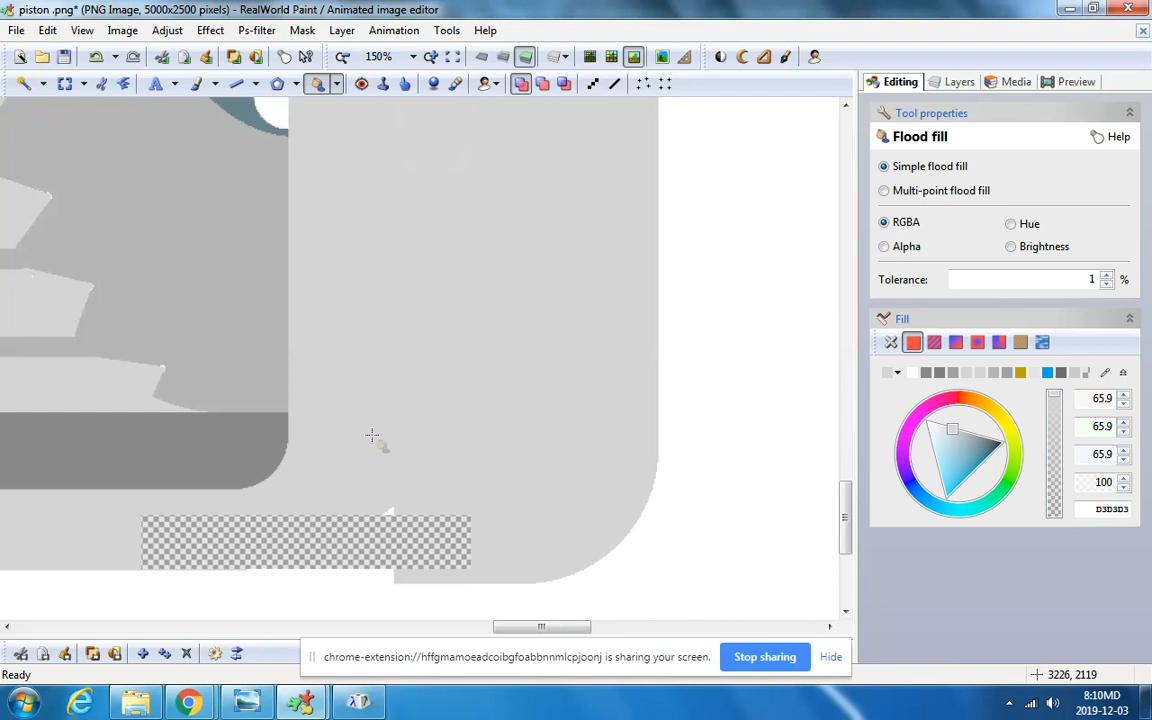 piston .png* (PNG Image, 5000x2500 pixels) - RealWorld Paint / Animated image editor
File Edit View Image Adjust Effect Ps-filter Mask Layer Animation Tools Help
150%
Editing Layers Media Preview
Tool properties
Flood fill Help
Simple flood fill
Multi-point flood fill
RGBA Hue
Alpha Brightness
Tolerance: 1 %
Fill
65.9
65.9
65.9
100
D3D3D3
chrome-extension://hffgmamoeadcoibgfoabbnnmlcpjoonj is sharing your screen. Stop sharing Hide
Ready 3226, 2119
8:10MD
2019-12-03